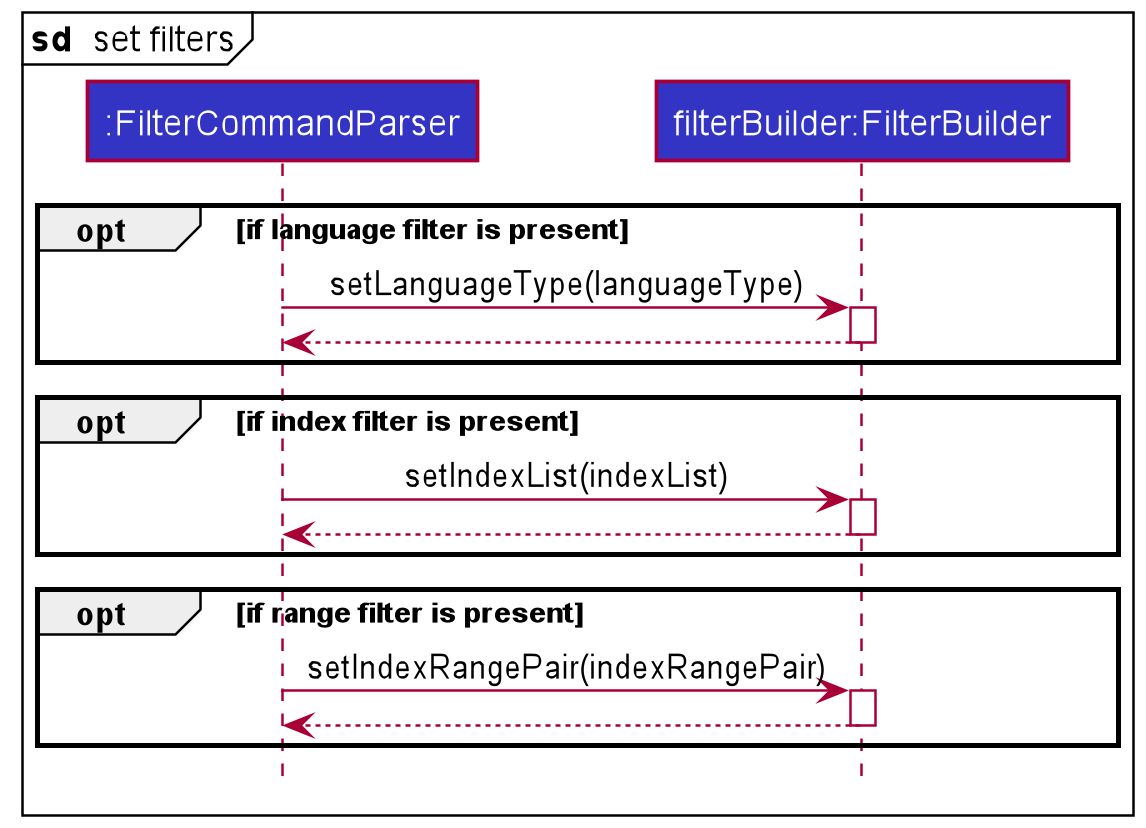 sd set filters
:FilterCommandParser filterBuilder:FilterBuilder
opt [if language filter is present]
setLanguageType(languageType)
opt [if index filter is present]
setIndexList(indexList)
opt [if range filter is present]
setIndexRangePair(indexRangePair)